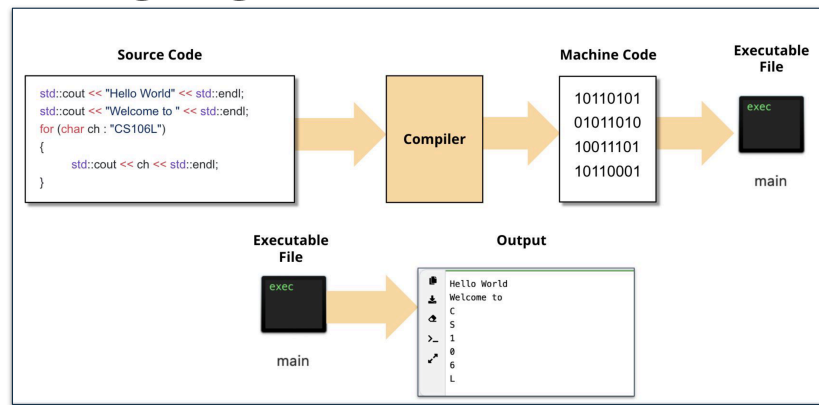 Source Code
std::cout << "Hello World" << std::endl;
std::cout << "Welcome to " << std::endl;
for (char ch : "CS106L")
{
std::cout << ch << std::endl;
}
Compiler
Machine Code
10110101
01011010
10011101
10110001
Executable
File
exec
main
Executable
File
exec
main
Output
Hello World
Welcome to
C
S
1
0
6
L